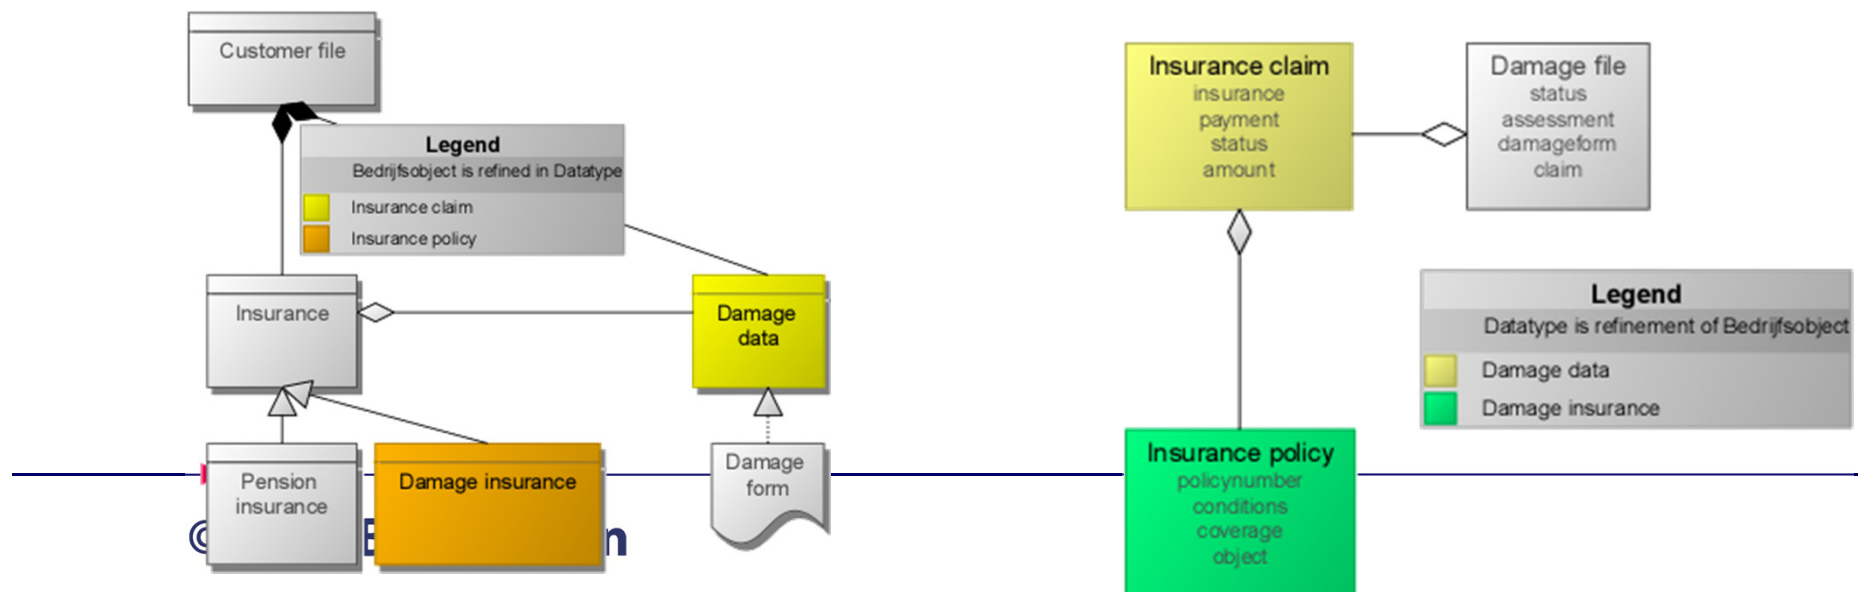 Customer file
Legend
Bedrijfsobject is refined in Datatype
Insurance claim
Insurance policy
Insurance
Damage
data
Pension
insurance
Damage insurance
Damage
form
Insurance claim
insurance
payment
status
amount
Damage file
status
assessment
damageform
claim
Legend
Datatype is refinement of Bedrijfsobject
Damage data
Damage insurance
Insurance policy
policynumber
conditions
coverage
object